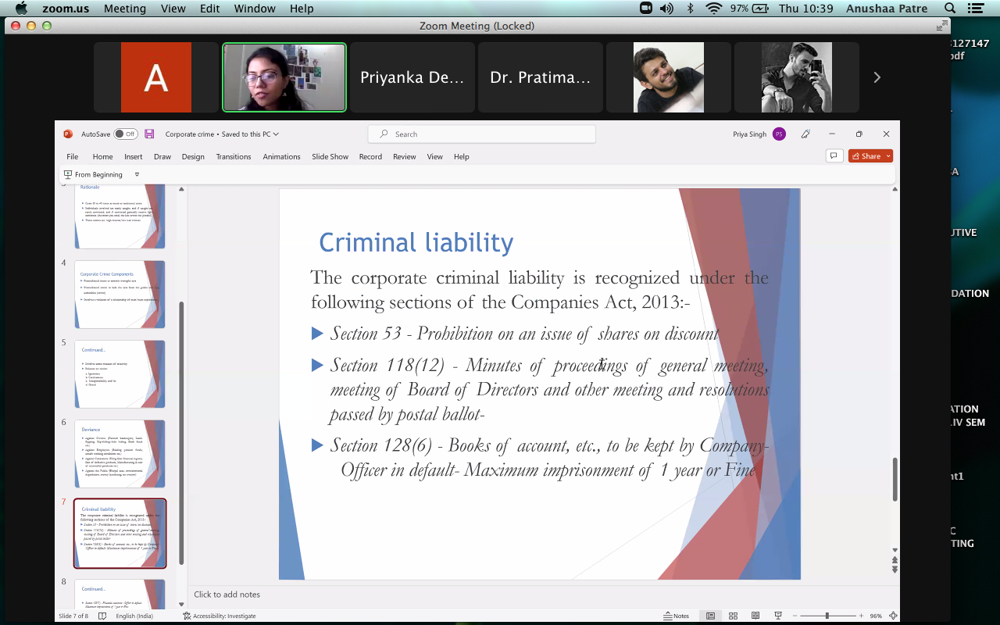 zoom.us Meeting View Edit Window Help 97% Thu 10:39 Anushaa Patre
Zoom Meeting (Locked)
A
Priyanka De...
Dr. Pratima...
AutoSave Off Corporate crime • Saved to this PC Search Priya Singh PS
File Home Insert Draw Design Transitions Animations Slide Show Record Review View Help Share
From Beginning
Rationale
4
Corporate Crime Components
5
Continued...
6
Deviance
7
Criminal liability
8
Continued...
Criminal liability
The corporate criminal liability is recognized under the
following sections of the Companies Act, 2013:-
Section 53 - Prohibition on an issue of shares on discount
Section 118(12) - Minutes of proceedings of general meeting,
meeting of Board of Directors and other meeting and resolutions
passed by postal ballot-
Section 128(6) - Books of account, etc., to be kept by Company-
Officer in default- Maximum imprisonment of 1 year or Fine
Click to add notes
Slide 7 of 8 English (India) Accessibility: Investigate Notes 96%
127147
pdf
UTIVE
DATION
ATION
LIV SEM
nt1
TING